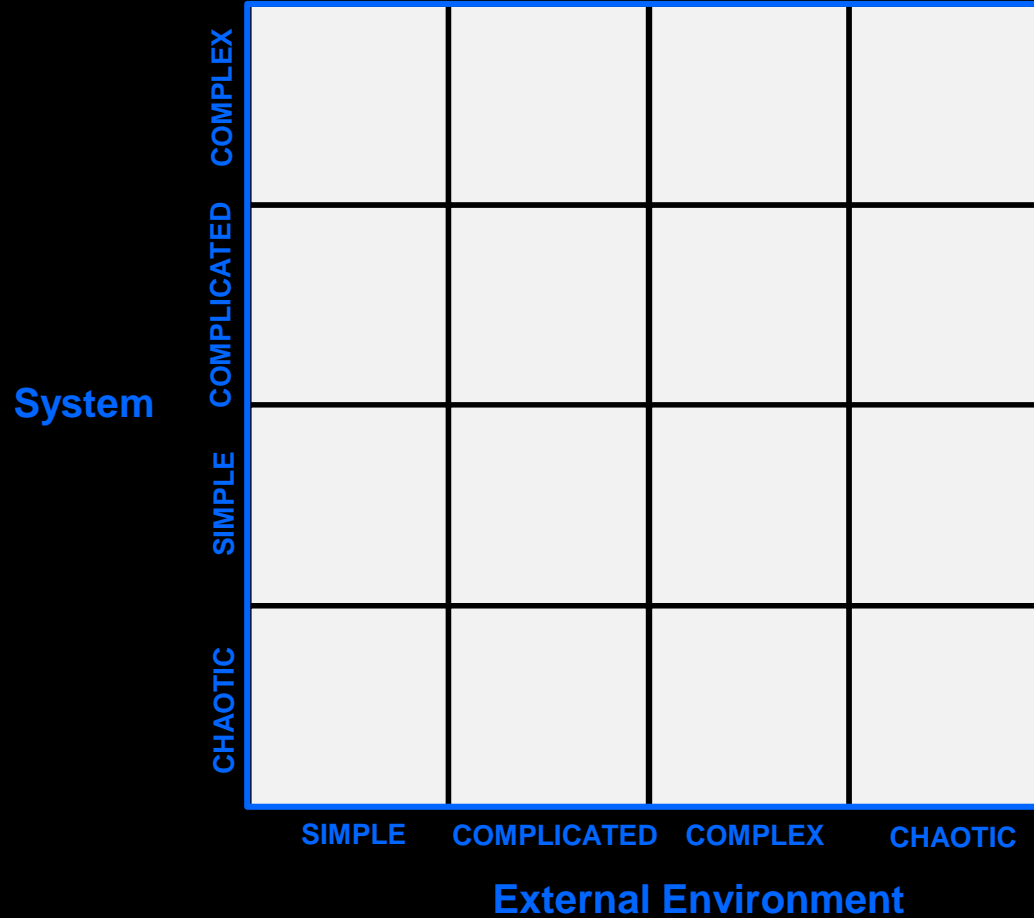 COMPLEX
COMPLICATED
System
SIMPLE
CHAOTIC
SIMPLE COMPLICATED COMPLEX CHAOTIC
External Environment